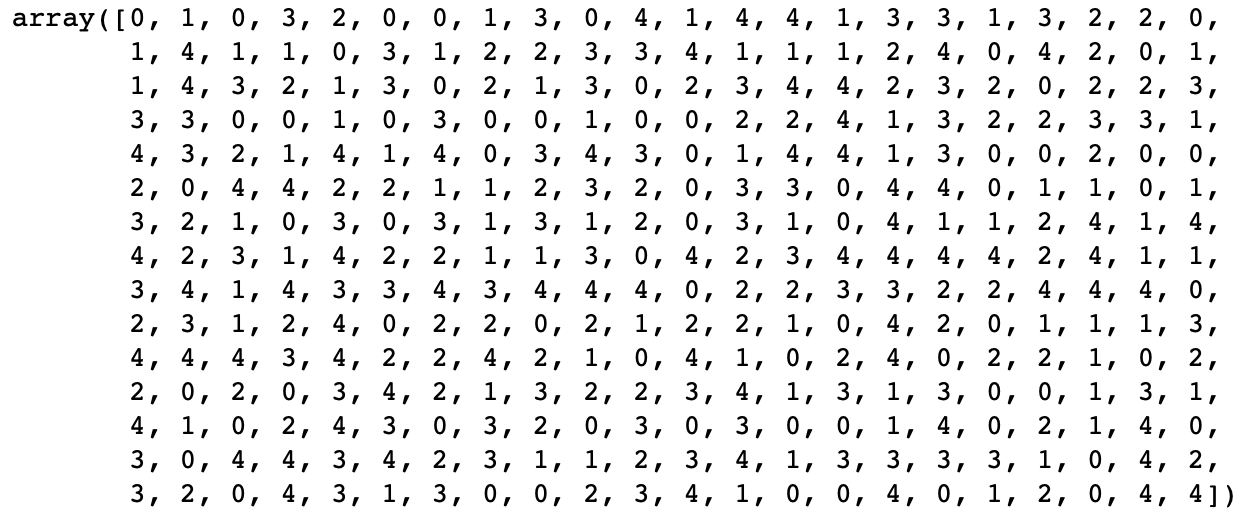 array([0, 1, 0, 3, 2, 0, 0, 1, 3, 0, 4, 1, 4, 4, 1, 3, 3, 1, 3, 2, 2, 0,
1, 4, 1, 1, 0, 3, 1, 2, 2, 3, 3, 4, 1, 1, 1, 2, 4, 0, 4, 2, 0, 1,
1, 4, 3, 2, 1, 3, 0, 2, 1, 3, 0, 2, 3, 4, 4, 2, 3, 2, 0, 2, 2, 3,
3, 3, 0, 0, 1, 0, 3, 0, 0, 1, 0, 0, 2, 2, 4, 1, 3, 2, 2, 3, 3, 1,
4, 3, 2, 1, 4, 1, 4, 0, 3, 4, 3, 0, 1, 4, 4, 1, 3, 0, 0, 2, 0, 0,
2, 0, 4, 4, 2, 2, 1, 1, 2, 3, 2, 0, 3, 3, 0, 4, 4, 0, 1, 1, 0, 1,
3, 2, 1, 0, 3, 0, 3, 1, 3, 1, 2, 0, 3, 1, 0, 4, 1, 1, 2, 4, 1, 4,
4, 2, 3, 1, 4, 2, 2, 1, 1, 3, 0, 4, 2, 3, 4, 4, 4, 4, 2, 4, 1, 1,
3, 4, 1, 4, 3, 3, 4, 3, 4, 4, 4, 0, 2, 2, 3, 3, 2, 2, 4, 4, 4, 0,
2, 3, 1, 2, 4, 0, 2, 2, 0, 2, 1, 2, 2, 1, 0, 4, 2, 0, 1, 1, 1, 3,
4, 4, 4, 3, 4, 2, 2, 4, 2, 1, 0, 4, 1, 0, 2, 4, 0, 2, 2, 1, 0, 2,
2, 0, 2, 0, 3, 4, 2, 1, 3, 2, 2, 3, 4, 1, 3, 1, 3, 0, 0, 1, 3, 1,
4, 1, 0, 2, 4, 3, 0, 3, 2, 0, 3, 0, 3, 0, 0, 1, 4, 0, 2, 1, 4, 0,
3, 0, 4, 4, 3, 4, 2, 3, 1, 1, 2, 3, 4, 1, 3, 3, 3, 3, 1, 0, 4, 2,
3, 2, 0, 4, 3, 1, 3, 0, 0, 2, 3, 4, 1, 0, 0, 4, 0, 1, 2, 0, 4, 4])